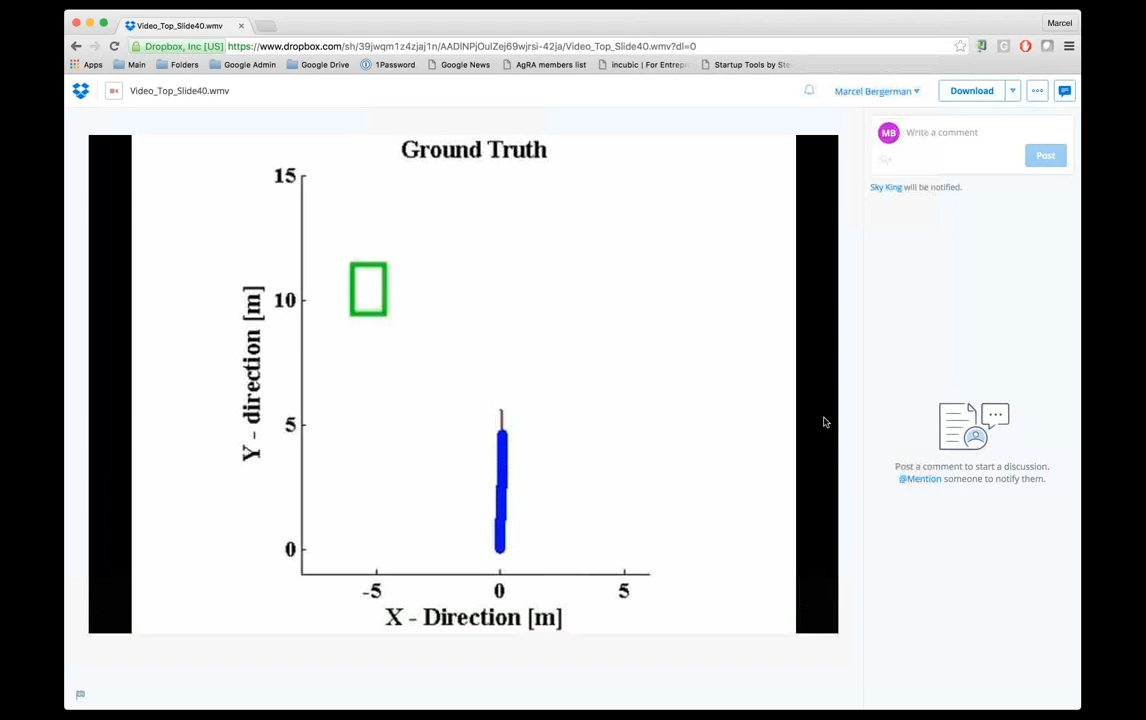 Video_Top_Slide40.wmv
Marcel
Dropbox, Inc [US] https://www.dropbox.com/sh/39jwqm1z4zjaj1n/AADlNPjOulZej69wjrsi-42ja/Video_Top_Slide40.wmv?dl=0
Apps Main Folders Google Admin Google Drive 1Password Google News AgRA members list incubic | For Entrepr Startup Tools by Ste
Video_Top_Slide40.wmv
Marcel Bergerman
Download
MB Write a comment
Post
Sky King will be notified.
Ground Truth
15
10
5
0
Y - direction [m]
-5 0 5
X - Direction [m]
Post a comment to start a discussion.
@Mention someone to notify them.